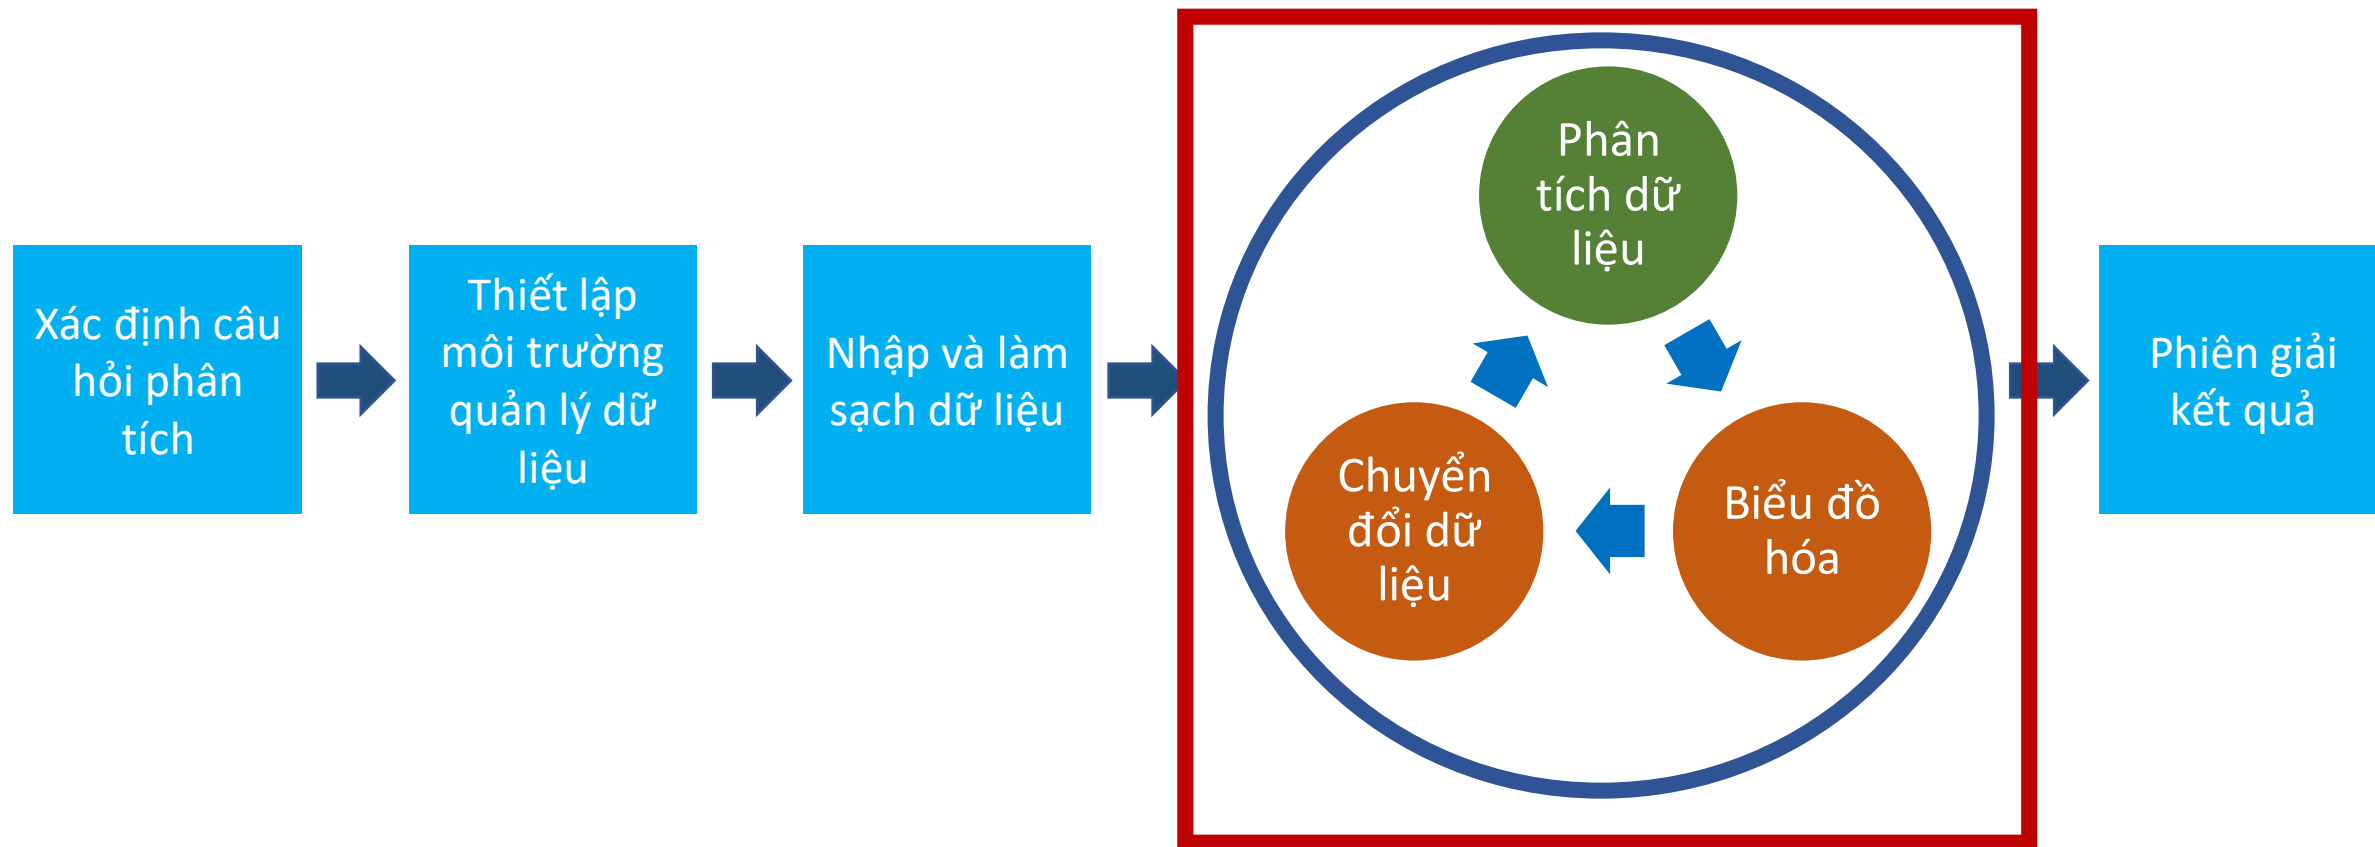 Xác định câu
hỏi phân
tích
Thiết lập
môi trường
quản lý dữ
liệu
Nhập và làm
sạch dữ liệu
Phân
tích dữ
liệu
Biểu đồ
hóa
Chuyển
đổi dữ
liệu
Phiên giải
kết quả